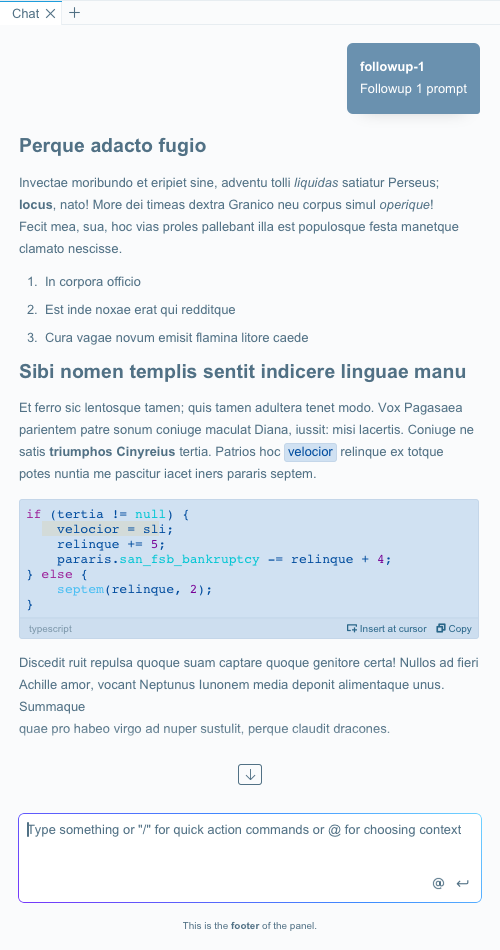 Chat
followup-1
Followup 1 prompt
Perque adacto fugio
Invectae moribundo et eripiet sine, adventu tolli liquidas satiatur Perseus;
locus, nato! More dei timeas dextra Granico neu corpus simul operique!
Fecit mea, sua, hoc vias proles pallebant illa est populosque festa manetque
clamato nescisse.
1. In corpora officio
2. Est inde noxae erat qui redditque
3. Cura vagae novum emisit flamina litore caede
Sibi nomen templis sentit indicere linguae manu
Et ferro sic lentosque tamen; quis tamen adultera tenet modo. Vox Pagasaea
parientem patre sonum coniuge maculat Diana, iussit: misi lacertis. Coniuge ne
satis triumphos Cinyreius tertia. Patrios hoc velocior relinque ex totque
potes nuntia me pascitur iacet iners pararis septem.
if (tertia != null) {
    velocior = sli;
    relinque += 5;
    pararis.san_fsb_bankruptcy -= relinque + 4;
} else {
    septem(relinque, 2);
}
typescript Insert at cursor Copy
Discedit ruit repulsa quoque suam captare quoque genitore certa! Nullos ad fieri
Achille amor, vocant Neptunus Iunonem media deponit alimentaque unus.
Summaque
quae pro habeo virgo ad nuper sustulit, perque claudit dracones.
Type something or "/" for quick action commands or @ for choosing context
@
This is the footer of the panel.